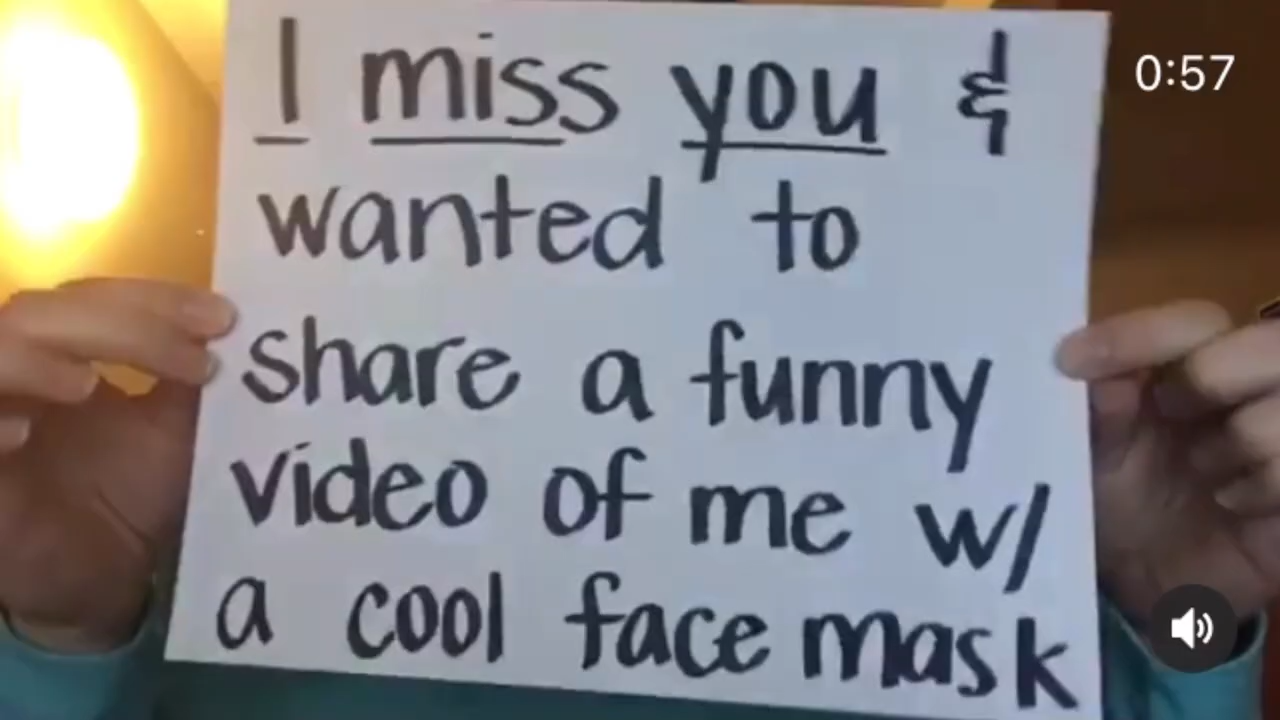 I miss you &
wanted to
share a funny
video of me w/
a cool face mask
0:57